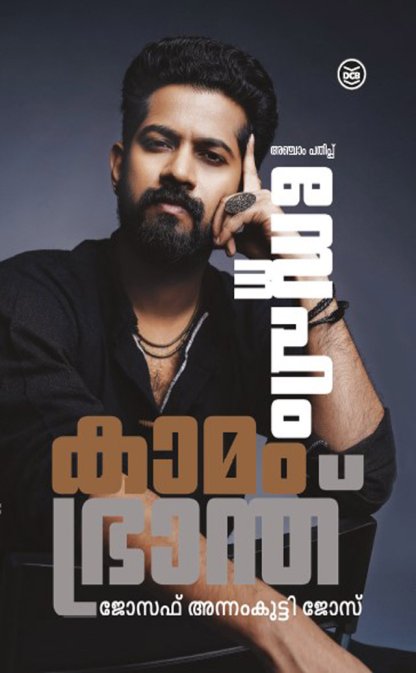 DCB
അഞ്ചാം പതിപ്പ്
സ്നേഹം
കാമം
ഭ്രാന്ത്
ജോസഫ് അന്നംകുട്ടി ജോസ്